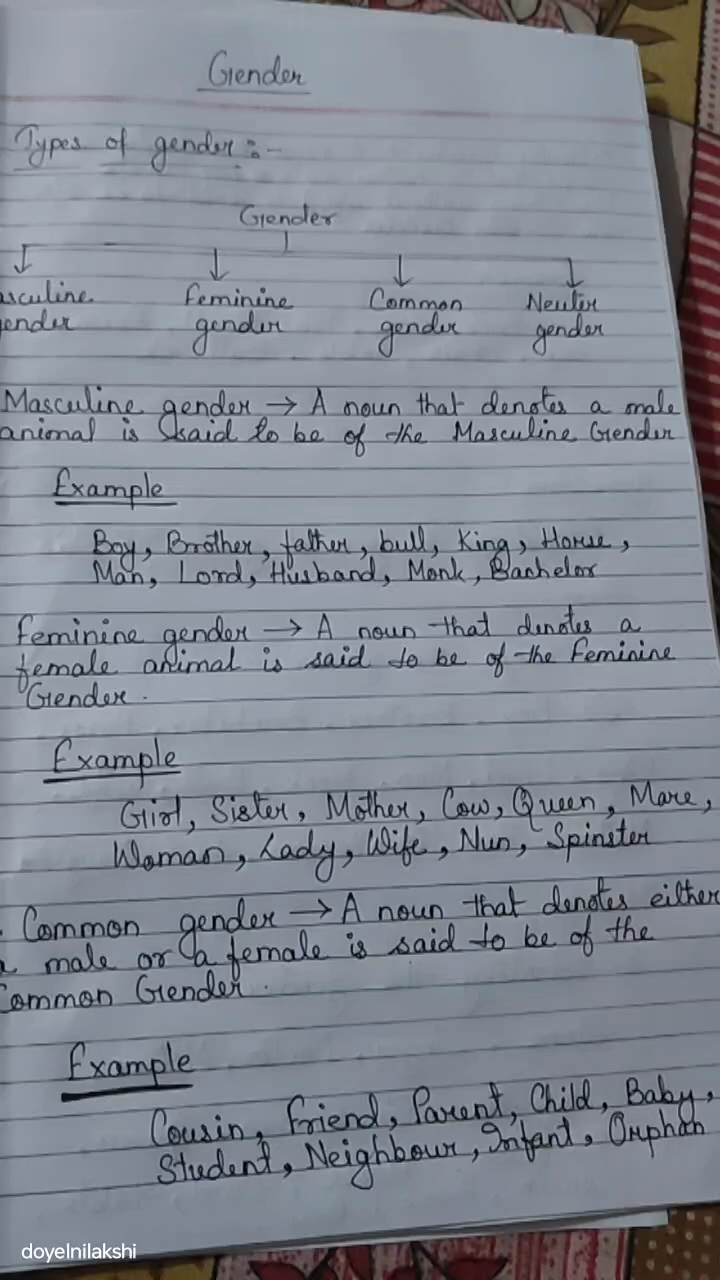 Gender
Types of gender :-
Gender
asculine Feminine Common Neuter
gender gender gender gender
Masculine gender → A noun that denotes a male
animal is said to be of the Masculine Gender
Example
Boy, Brother, father, bull, King, Horse,
Man, Lord, Husband, Monk, Bachelor
Feminine gender → A noun that denotes a
female animal is said to be of the Feminine
Gender.
Example
Girl, Sister, Mother, Cow, Queen, Mare,
Woman, Lady, Wife, Nun, Spinster
. Common gender → A noun that denotes either
a male or a female is said to be of the
Common Gender.
Example
Cousin, Friend, Parent, Child, Baby,
Student, Neighbour, Infant, Orphan
doyelnilakshi